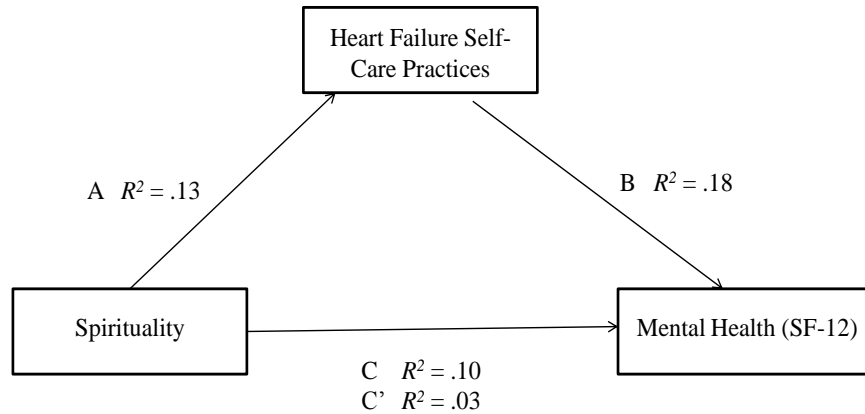 Heart Failure Self-
Care Practices
A R² = .13
B R² = .18
Spirituality
Mental Health (SF-12)
C R² = .10
C’ R² = .03